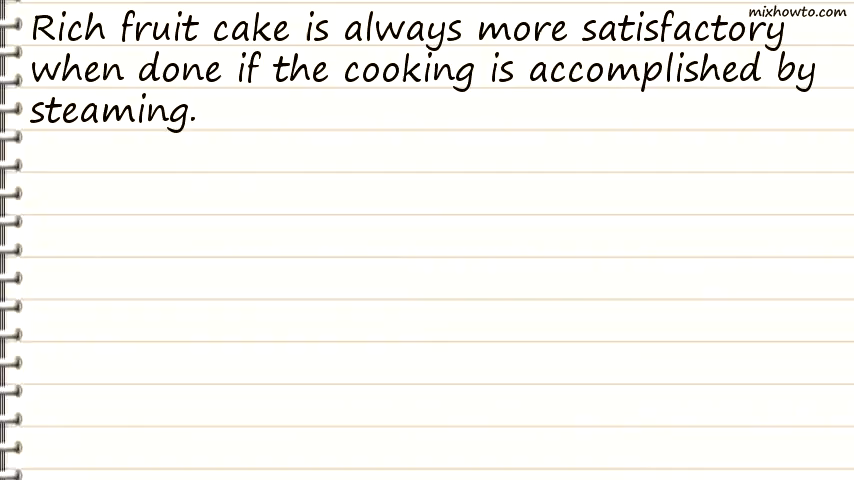 mixhowto.com
Rich fruit cake is always more satisfactory
when done if the cooking is accomplished by
steaming.